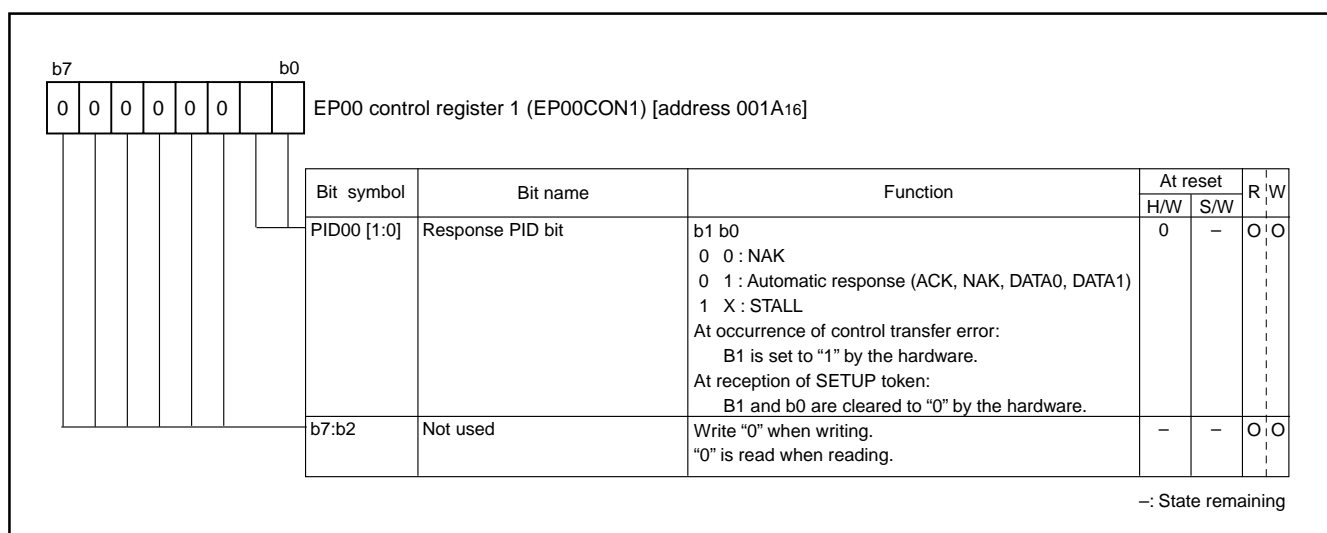 b7 b0
0 0 0 0 0 0 EP00 control register 1 (EP00CON1) [address 001A16]
Bit symbol Bit name Function At reset R W
H/W S/W
PID00 [1:0] Response PID bit b1 b0 0 – O O
0 0 : NAK
0 1 : Automatic response (ACK, NAK, DATA0, DATA1)
1 X : STALL
At occurrence of control transfer error:
B1 is set to “1” by the hardware.
At reception of SETUP token:
B1 and b0 are cleared to “0” by the hardware.
b7:b2 Not used Write “0” when writing. – – O O
“0” is read when reading.
–: State remaining